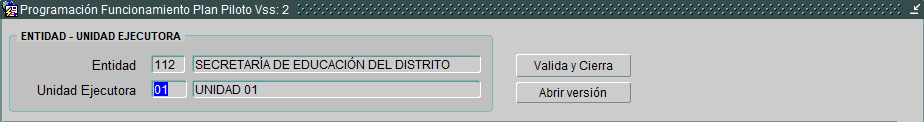 Programación Funcionamiento Plan Piloto Vss: 2
ENTIDAD - UNIDAD EJECUTORA
Entidad 112 SECRETARÍA DE EDUCACIÓN DEL DISTRITO
Valida y Cierra
Unidad Ejecutora 01 UNIDAD 01
Abrir versión